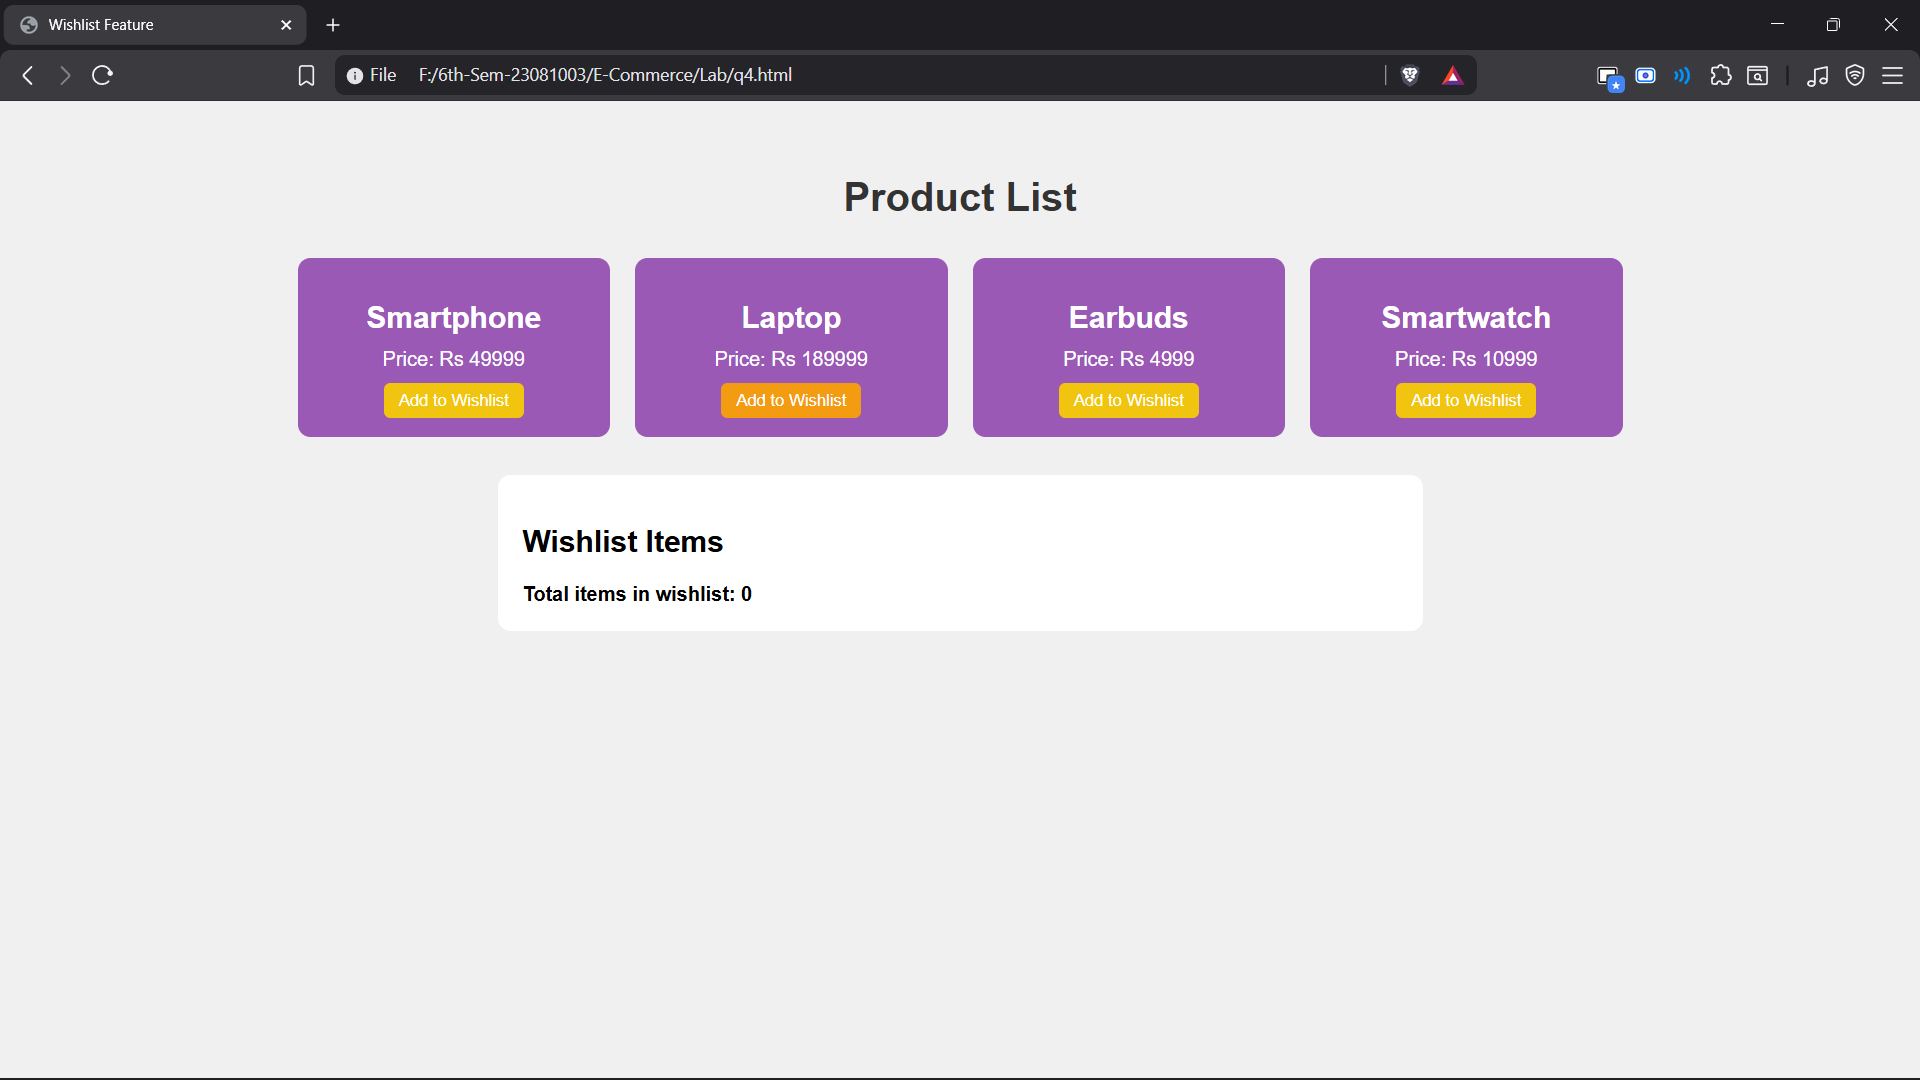 Wishlist Feature
File F:/6th-Sem-23081003/E-Commerce/Lab/q4.html
Product List
Smartphone
Price: Rs 49999
Add to Wishlist
Laptop
Price: Rs 189999
Add to Wishlist
Earbuds
Price: Rs 4999
Add to Wishlist
Smartwatch
Price: Rs 10999
Add to Wishlist
Wishlist Items
Total items in wishlist: 0